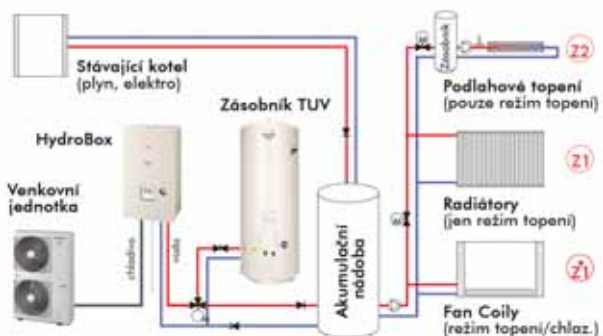 Stávající kotel
(plyn, elektro)
Zásobník TUV
HydroBox
Venkovní
jednotka
chladivo
voda
Akumulační
nádoba
Zásobník
Z2
Podlahové topení
(pouze režim topení)
Z1
Radiátory
(jen režim topení)
Z1
Fan Coily
(režim topení/chlaz.)